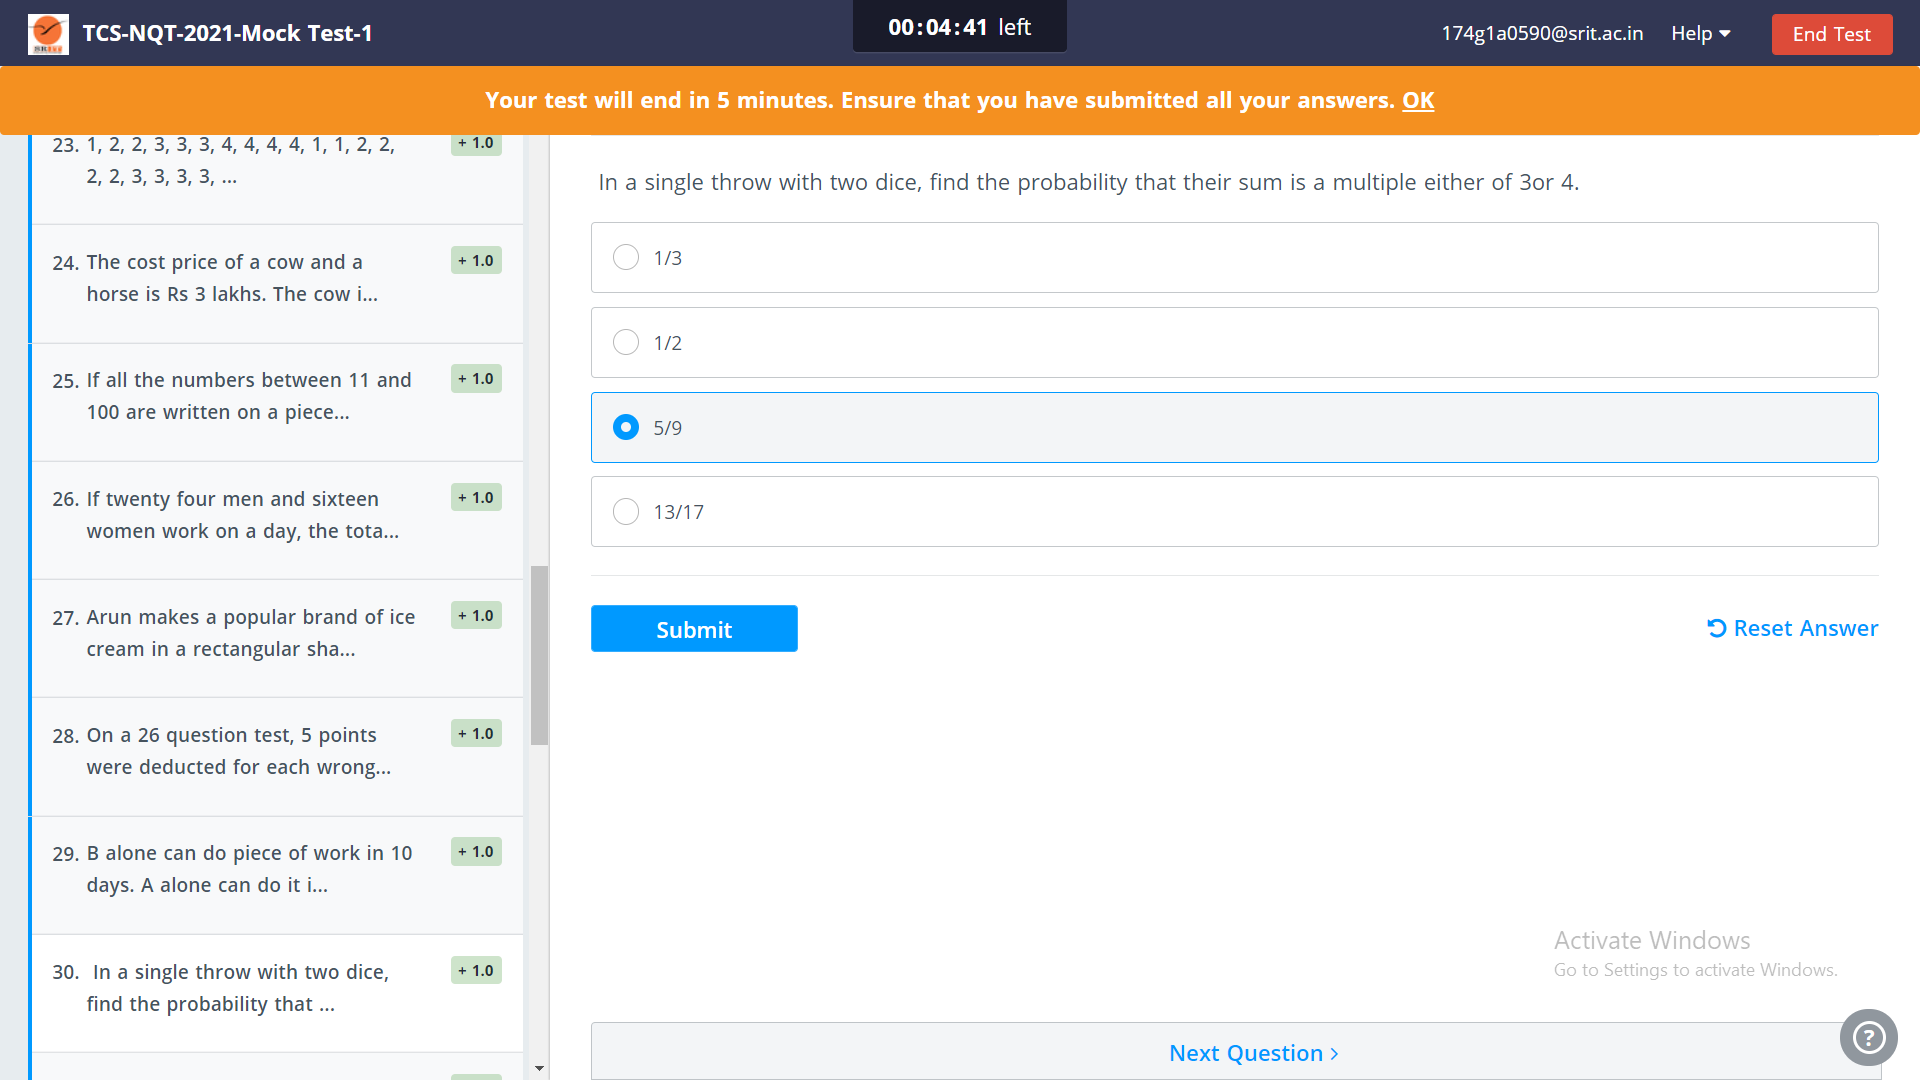 TCS-NQT-2021-Mock Test-1
00:04:41 left
174g1a0590@srit.ac.in
Help
End Test
Your test will end in 5 minutes. Ensure that you have submitted all your answers. OK
23. 1, 2, 2, 3, 3, 3, 4, 4, 4, 4, 1, 1, 2, 2,
2, 2, 3, 3, 3, 3, ...
+ 1.0
24. The cost price of a cow and a
horse is Rs 3 lakhs. The cow i...
+ 1.0
25. If all the numbers between 11 and
100 are written on a piece...
+ 1.0
26. If twenty four men and sixteen
women work on a day, the tota...
+ 1.0
27. Arun makes a popular brand of ice
cream in a rectangular sha...
+ 1.0
28. On a 26 question test, 5 points
were deducted for each wrong...
+ 1.0
29. B alone can do piece of work in 10
days. A alone can do it i...
+ 1.0
30. In a single throw with two dice,
find the probability that ...
+ 1.0
In a single throw with two dice, find the probability that their sum is a multiple either of 3or 4.
1/3
1/2
5/9
13/17
Submit
Reset Answer
Activate Windows
Go to Settings to activate Windows.
Next Question >
?